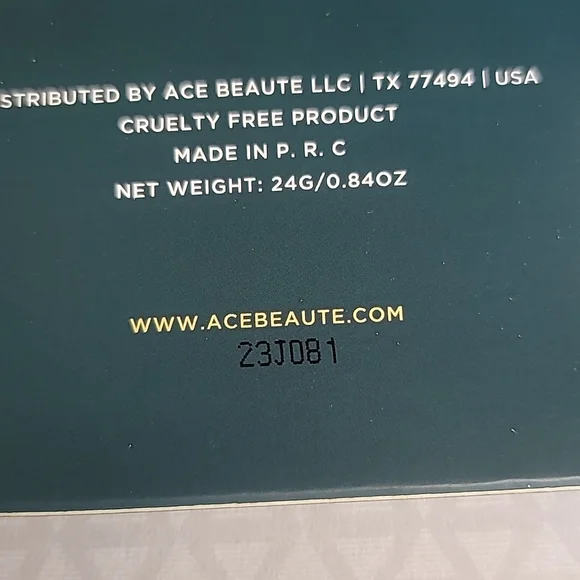 STRIBUTED BY ACE BEAUTE LLC | TX 77494 | USA
CRUELTY FREE PRODUCT
MADE IN P. R. C
NET WEIGHT: 24G/0.84OZ
WWW.ACEBEAUTE.COM
23J081